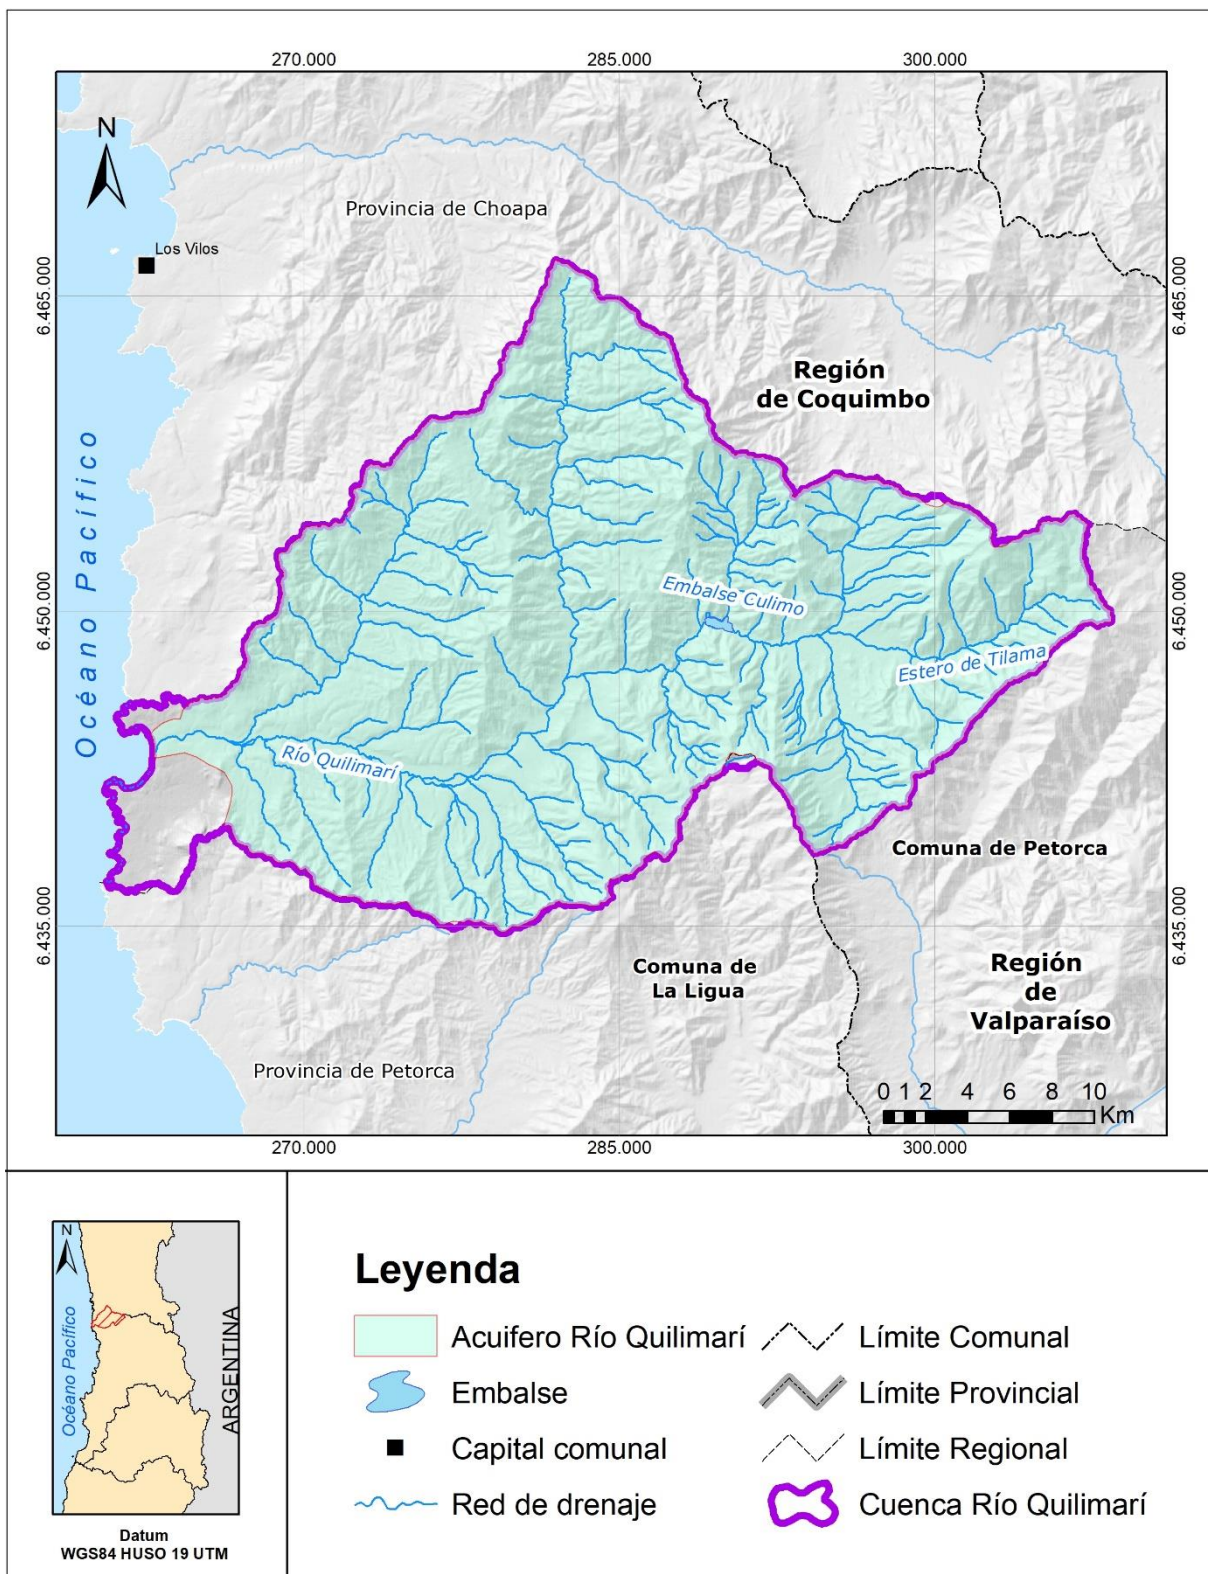 270.000
285.000
300.000
N
Provincia de Choapa
Los Vilos
6.465.000
6.465.000
Región
de Coquimbo
Océano Pacífico
6.450.000
6.450.000
Embalse Culimo
Estero de Tilama
Río Quilimarí
Comuna de Petorca
6.435.000
6.435.000
Comuna de
La Ligua
Región
de
Valparaíso
Provincia de Petorca
0 1 2 4 6 8 10
Km
270.000
285.000
300.000
N
Océano Pacífico
ARGENTINA
Datum
WGS84 HUSO 19 UTM
Leyenda
Acuifero Río Quilimarí
Límite Comunal
Embalse
Límite Provincial
Capital comunal
Límite Regional
Red de drenaje
Cuenca Río Quilimarí